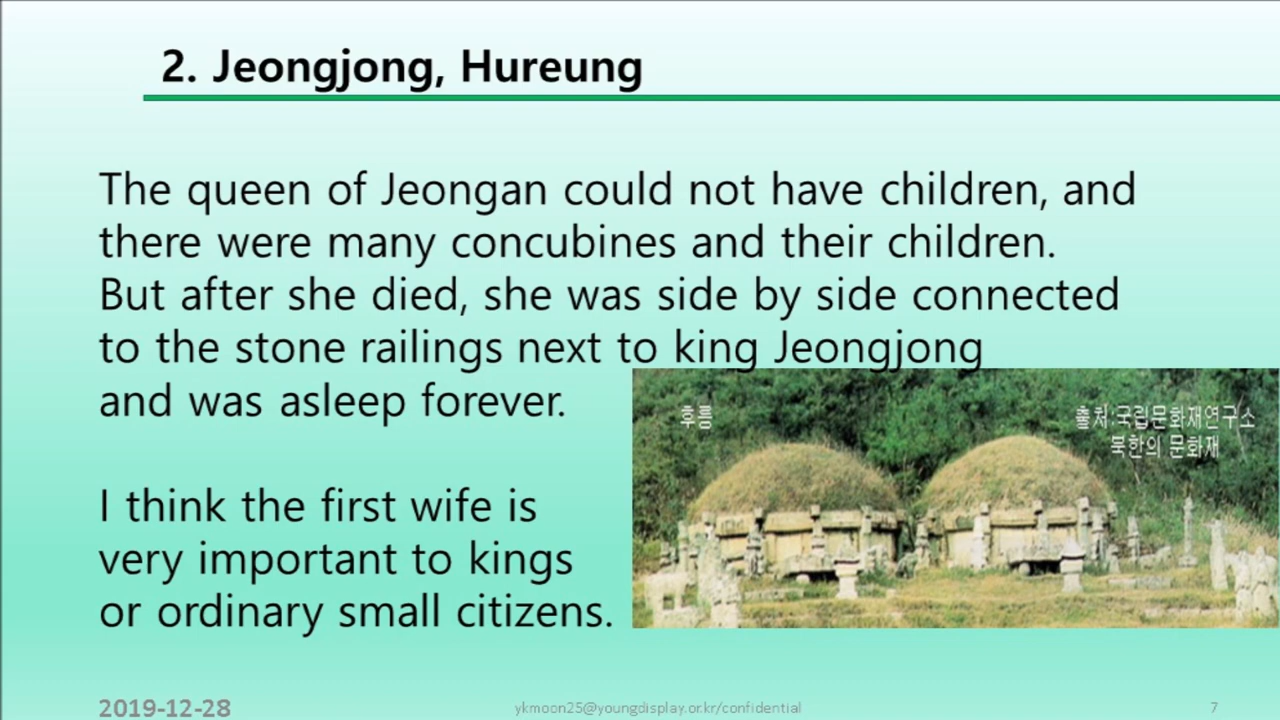 2. Jeongjong, Hureung
The queen of Jeongan could not have children, and
there were many concubines and their children.
But after she died, she was side by side connected
to the stone railings next to king Jeongjong
and was asleep forever.
I think the first wife is
very important to kings
or ordinary small citizens.
후릉
출처:국립문화재연구소
북한의 문화재
2019-12-28
ykmoon25@youngdisplay.or.kr/confidential
7